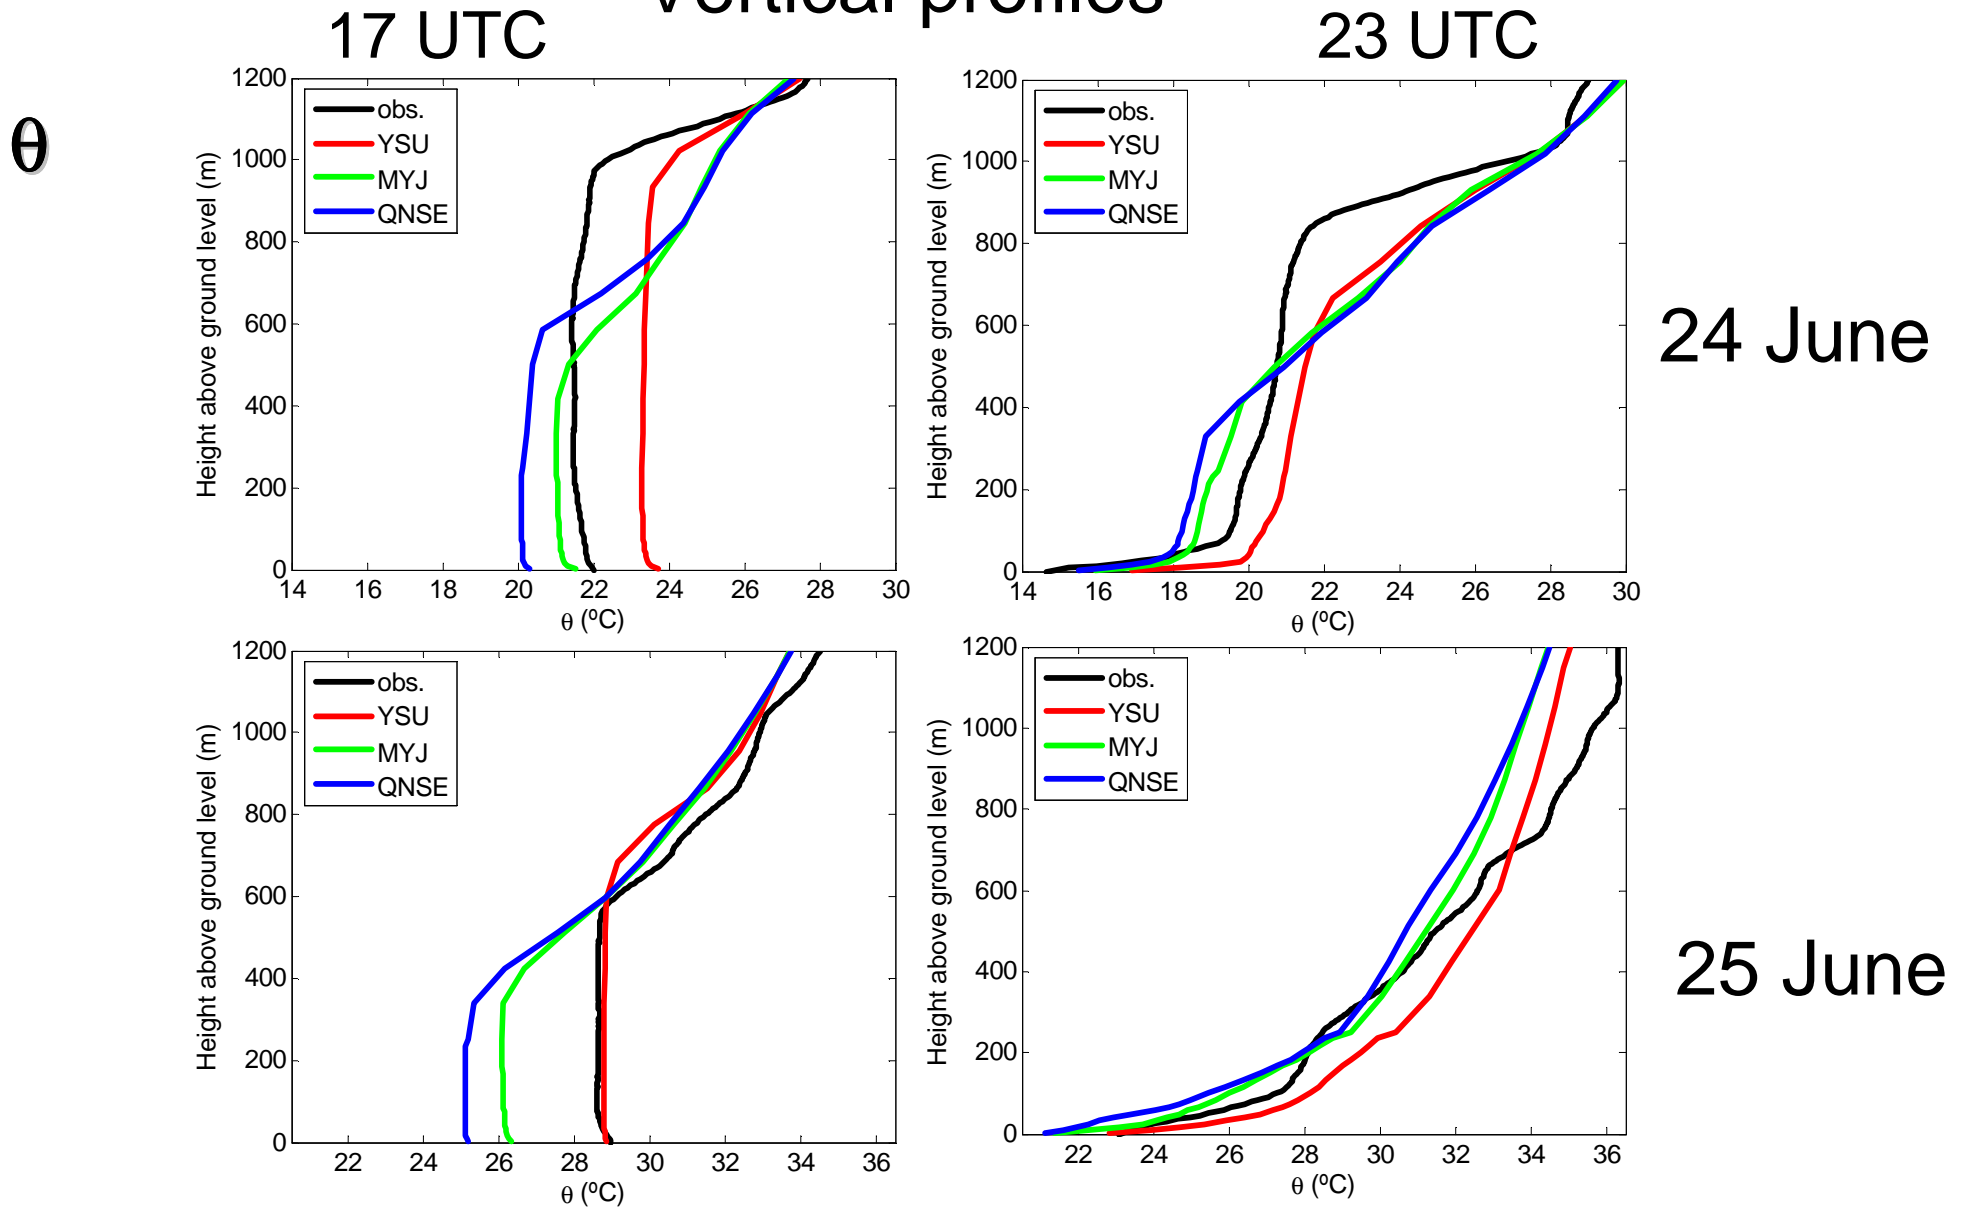 Vertical profiles
17 UTC
23 UTC
θ
1200
1000
800
600
400
200
0
Height above ground level (m)
obs.
YSU
MYJ
QNSE
14 16 18 20 22 24 26 28 30
θ (ºC)
1200
1000
800
600
400
200
0
Height above ground level (m)
obs.
YSU
MYJ
QNSE
14 16 18 20 22 24 26 28 30
θ (ºC)
24 June
1200
1000
800
600
400
200
0
Height above ground level (m)
obs.
YSU
MYJ
QNSE
22 24 26 28 30 32 34 36
θ (ºC)
1200
1000
800
600
400
200
0
Height above ground level (m)
obs.
YSU
MYJ
QNSE
22 24 26 28 30 32 34 36
θ (ºC)
25 June